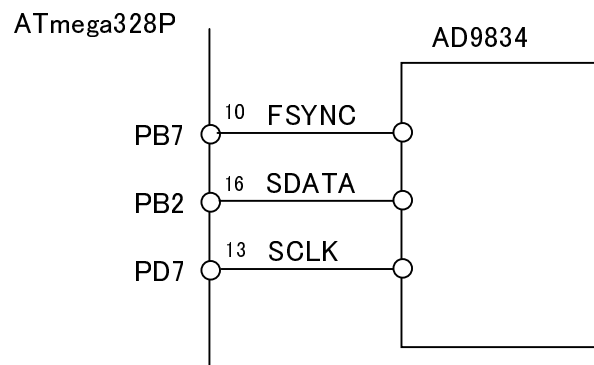 ATmega328P
AD9834
PB7 10 FSYNC
PB2 16 SDATA
PD7 13 SCLK